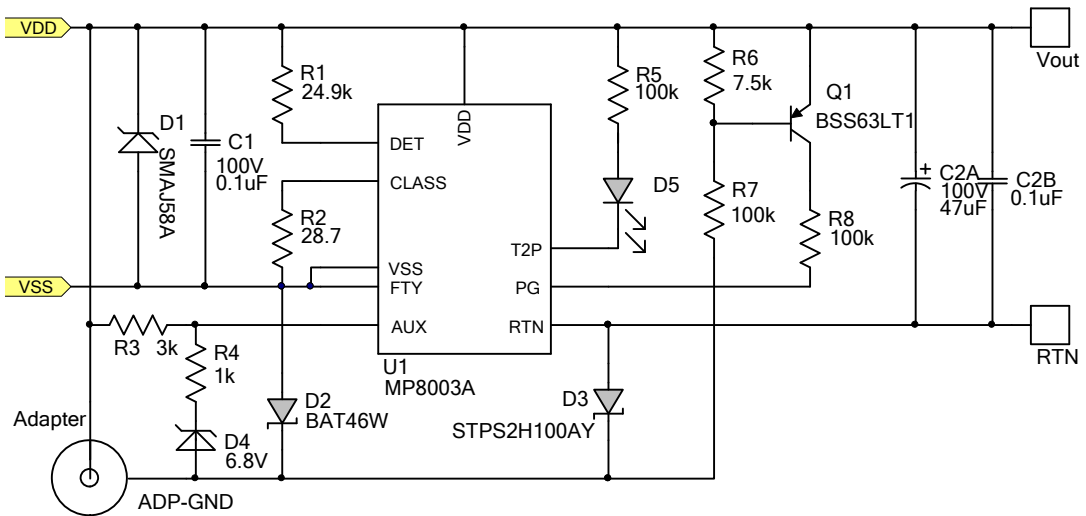 VDD
Vout
R1
24.9k
R5
100k
R6
7.5k
Q1
BSS63LT1
D1
SMAJ58A
C1
100V
0.1uF
DET
VDD
CLASS
D5
R7
100k
C2A
100V
47uF
C2B
0.1uF
R2
28.7
R8
100k
T2P
VSS
VSS
FTY
PG
AUX
RTN
RTN
R3
3k
R4
1k
U1
MP8003A
D2
BAT46W
D3
STPS2H100AY
Adapter
D4
6.8V
ADP-GND